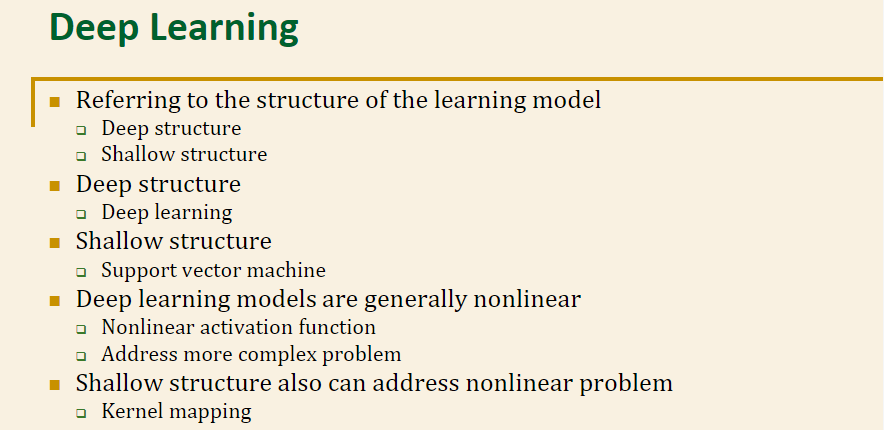 Deep Learning
Referring to the structure of the learning model
Deep structure
Shallow structure
Deep structure
Deep learning
Shallow structure
Support vector machine
Deep learning models are generally nonlinear
Nonlinear activation function
Address more complex problem
Shallow structure also can address nonlinear problem
Kernel mapping